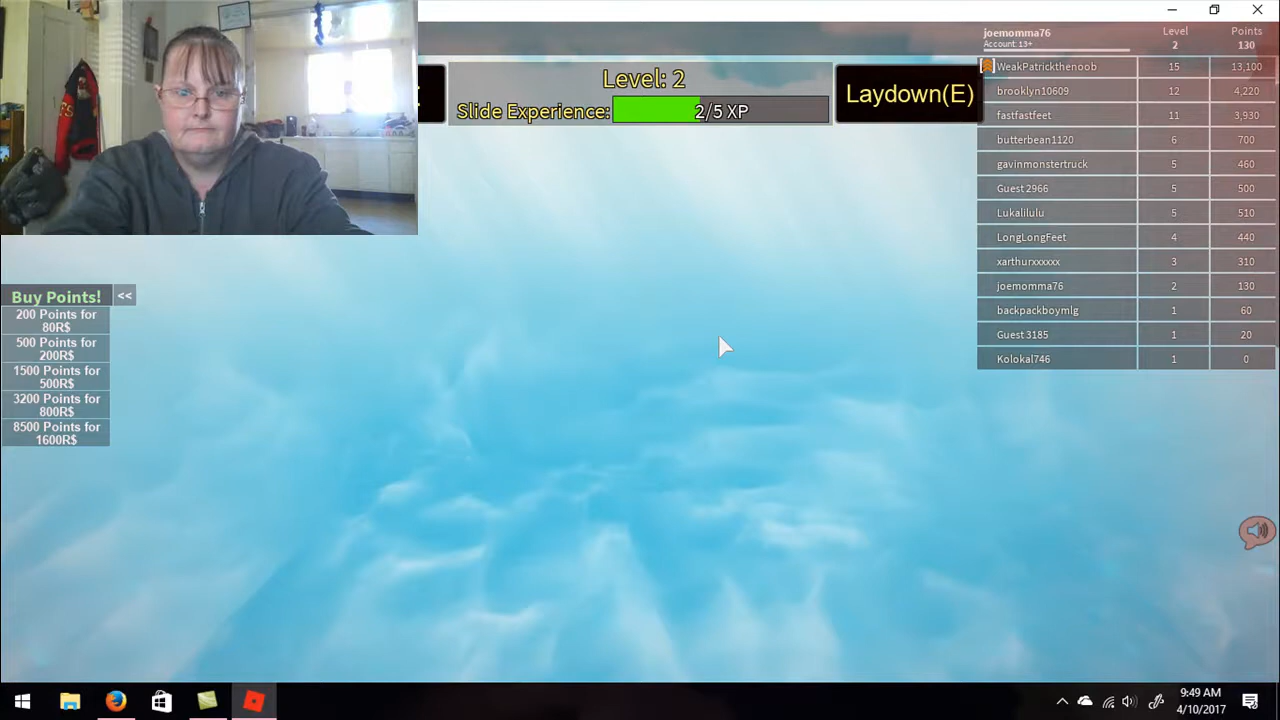 joemomma76
Account: 13+
Level
2
Points
130
Level: 2
Slide Experience: 2/5 XP
Laydown(E)
WeakPatrickthenoob 15 13,100
brooklyn10609 12 4,220
fastfastfeet 11 3,930
butterbean1120 6 700
gavinmonstertruck 5 460
Guest 2966 5 500
Lukalilulu 5 510
LongLongFeet 4 440
xarthurxxxxxx 3 310
joemomma76 2 130
backpackboymlg 1 60
Guest 3185 1 20
Kolokal746 1 0
Buy Points! <<
200 Points for
80R$
500 Points for
200R$
1500 Points for
500R$
3200 Points for
800R$
8500 Points for
1600R$
9:49 AM
4/10/2017